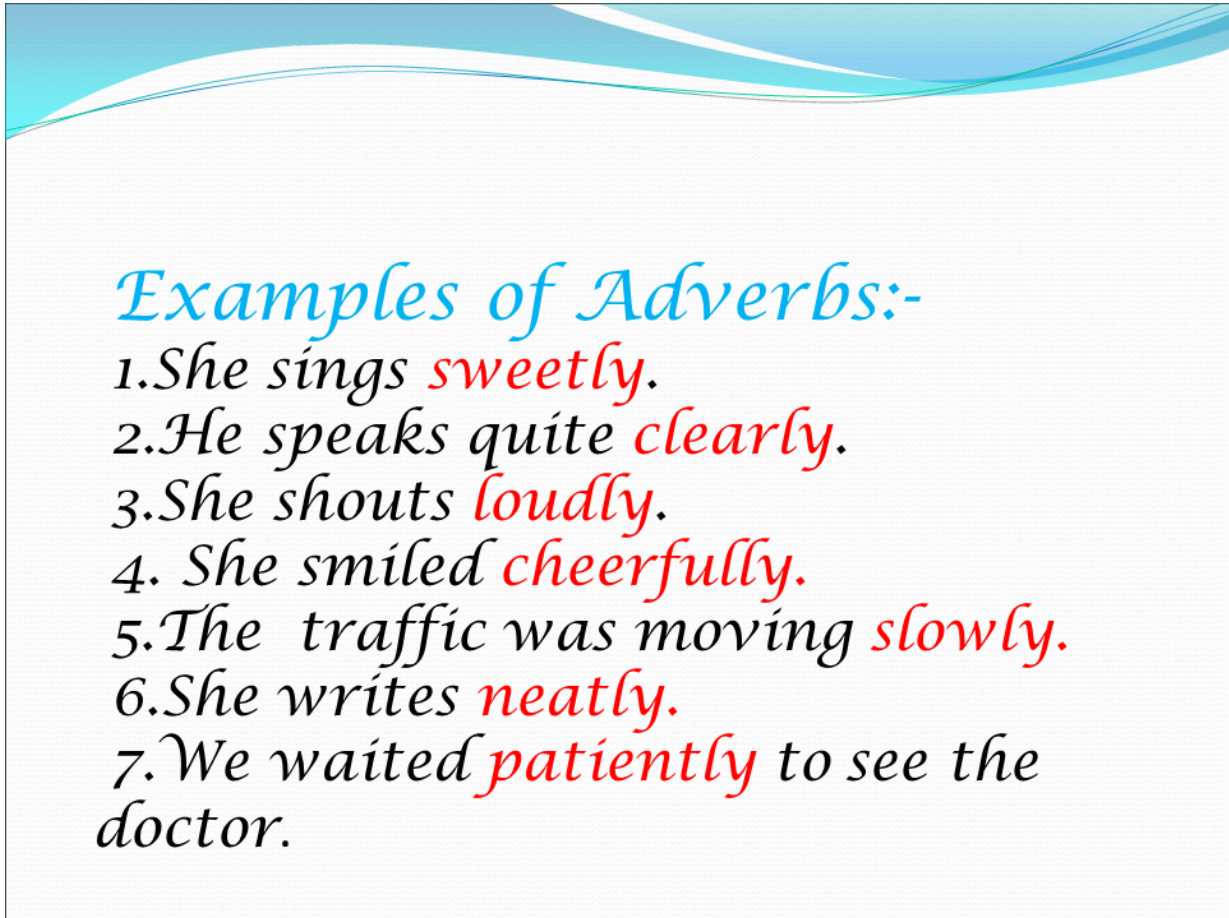 Examples of Adverbs:-
1.She sings sweetly.
2.He speaks quite clearly.
3.She shouts loudly.
4. She smiled cheerfully.
5.The  traffic was moving slowly.
6.She writes neatly.
7.We waited patiently to see the
doctor.